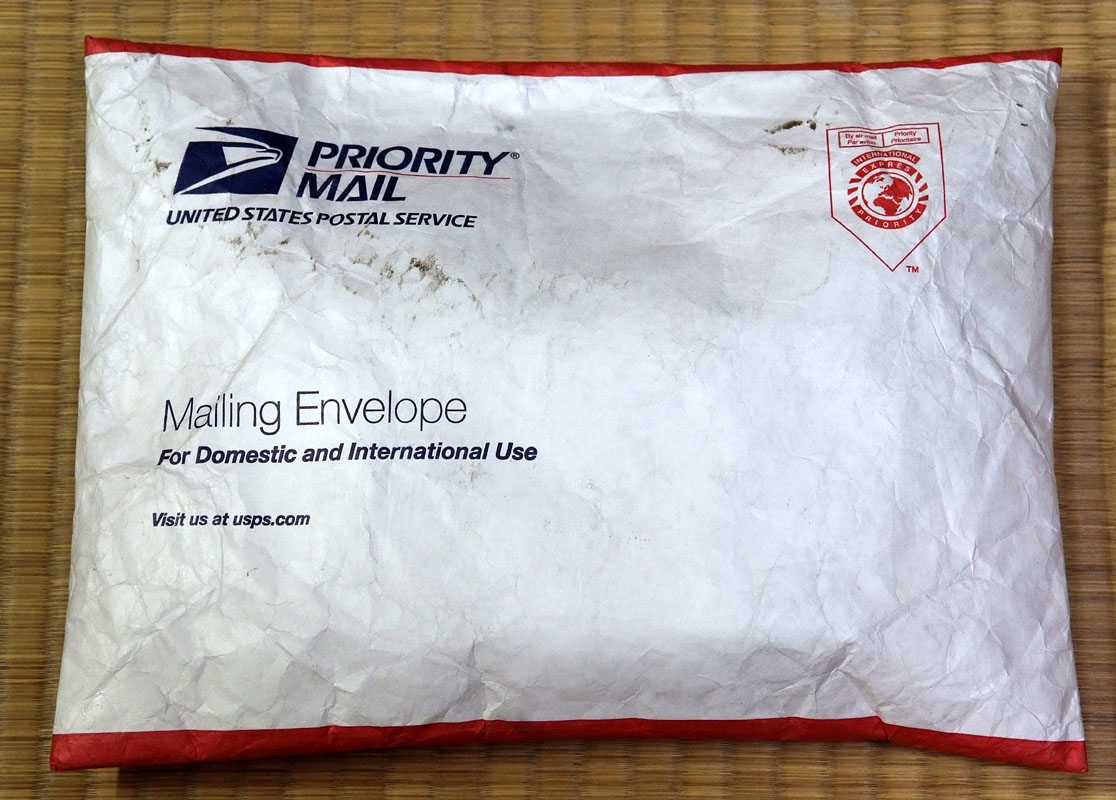 PRIORITY®
MAIL
UNITED STATES POSTAL SERVICE
By air mail
Par avion
Priority
Prioritaire
INTERNATIONAL
EXPRÈS
PRIORITY
TM
Mailing Envelope
For Domestic and International Use
Visit us at usps.com